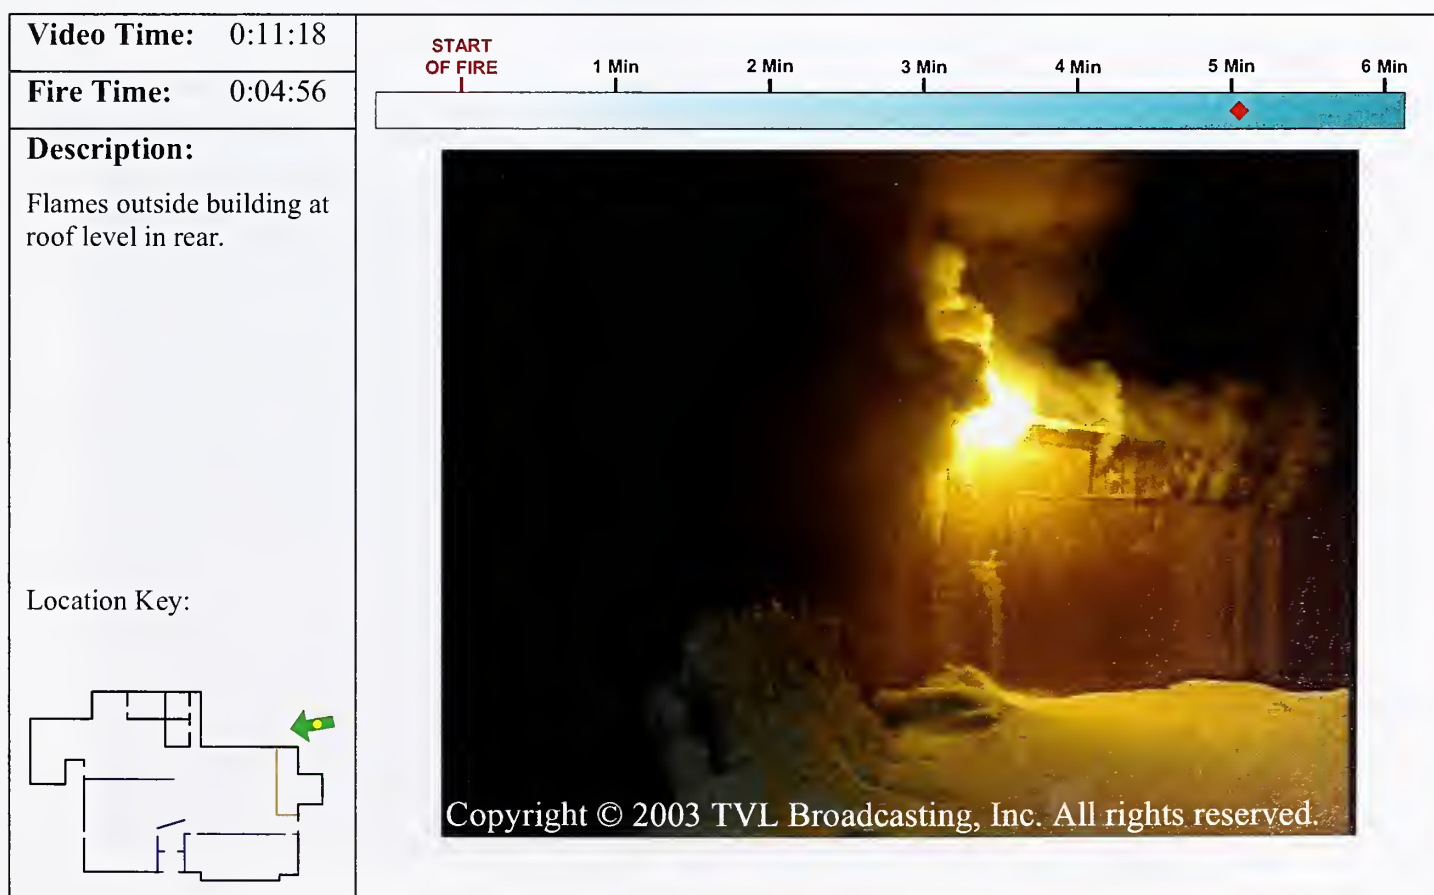 Video Time: 0:11:18
Fire Time: 0:04:56
Description:
Flames outside building at
roof level in rear.
Location Key:
START
OF FIRE
1 Min
2 Min
3 Min
4 Min
5 Min
6 Min
Copyright © 2003 TVL Broadcasting, Inc. All rights reserved.